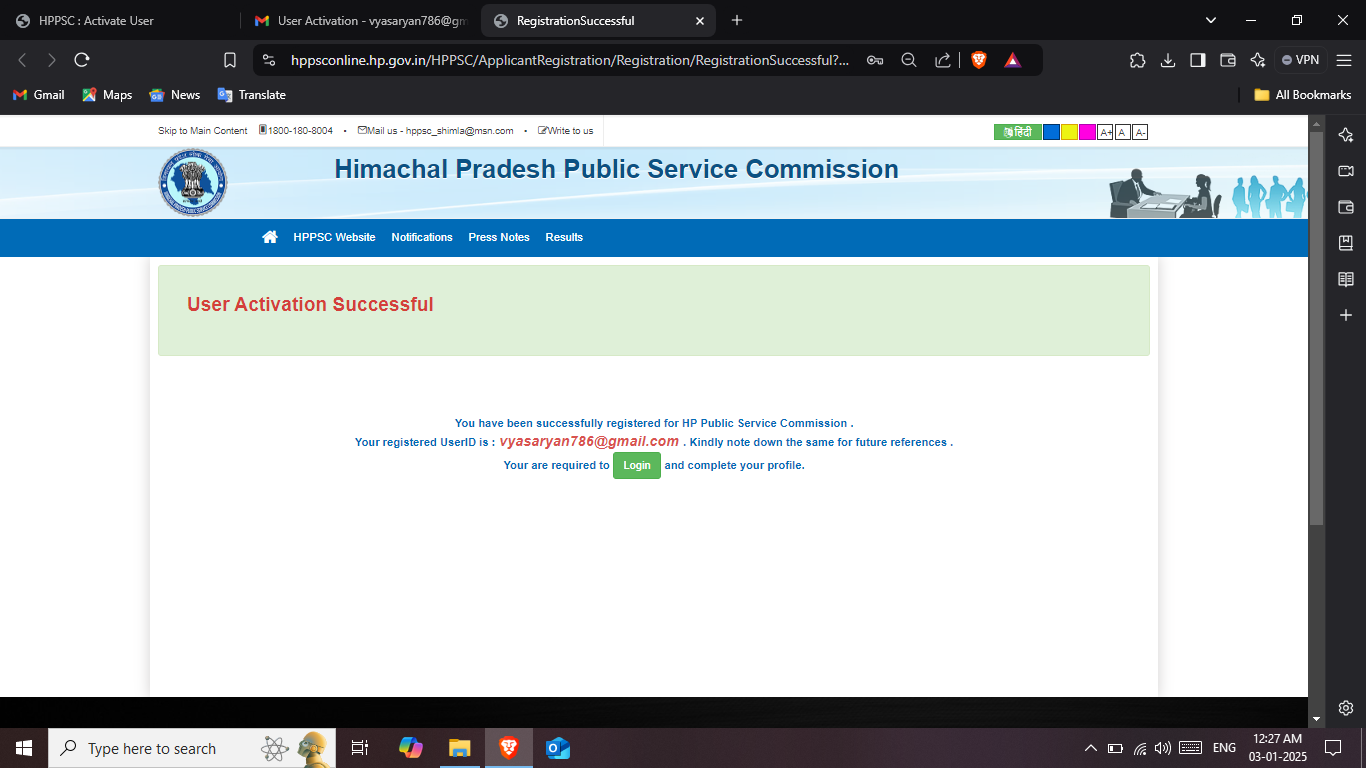 HPPSC : Activate User
User Activation - vyasaryan786@gm
RegistrationSuccessful
hppsconline.hp.gov.in/HPPSC/ApplicantRegistration/Registration/RegistrationSuccessful?...
VPN
Gmail
Maps
News
Translate
All Bookmarks
Skip to Main Content
1800-180-8004
Mail us - hppsc_shimla@msn.com
Write to us
हिंदी
A+
A
A-
Himachal Pradesh Public Service Commission
HPPSC Website
Notifications
Press Notes
Results
User Activation Successful
You have been successfully registered for HP Public Service Commission .
Your registered UserID is : vyasaryan786@gmail.com . Kindly note down the same for future references .
Your are required to Login and complete your profile.
Type here to search
ENG
12:27 AM
03-01-2025